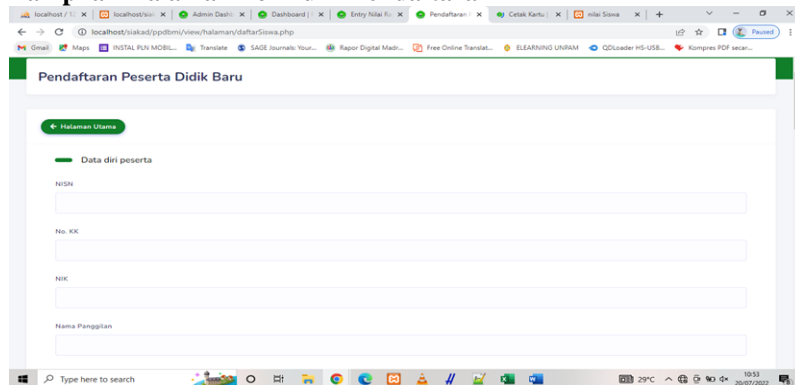 localhost / localhost/sia Admin Dashb Dashboard | Entry Nilai Ra Pendaftaran Cetak Kartu | nilai Siswa
localhost/siakad/ppdbmi/view/halaman/daftarSiswa.php Paused
Gmail Maps INSTAL PLN MOBIL... Translate SAGE Journals: Your... Rapor Digital Madr... Free Online Translat... ELEARNING UNPAM QDLoader HS-USB... Kompres PDF secar...
Pendaftaran Peserta Didik Baru
Halaman Utama
Data diri peserta
NISN
No. KK
NIK
Nama Panggilan
Type here to search 29°C 10:53
20/07/2022